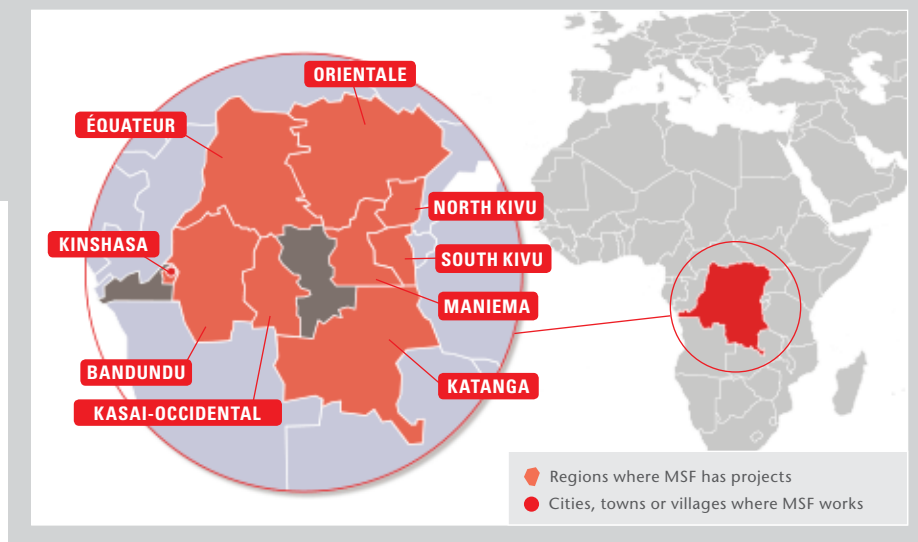 ORIENTALE
ÉQUATEUR
NORTH KIVU
KINSHASA
SOUTH KIVU
MANIEMA
BANDUNDU
KATANGA
KASAI-OCCIDENTAL
Regions where MSF has projects
Cities, towns or villages where MSF works